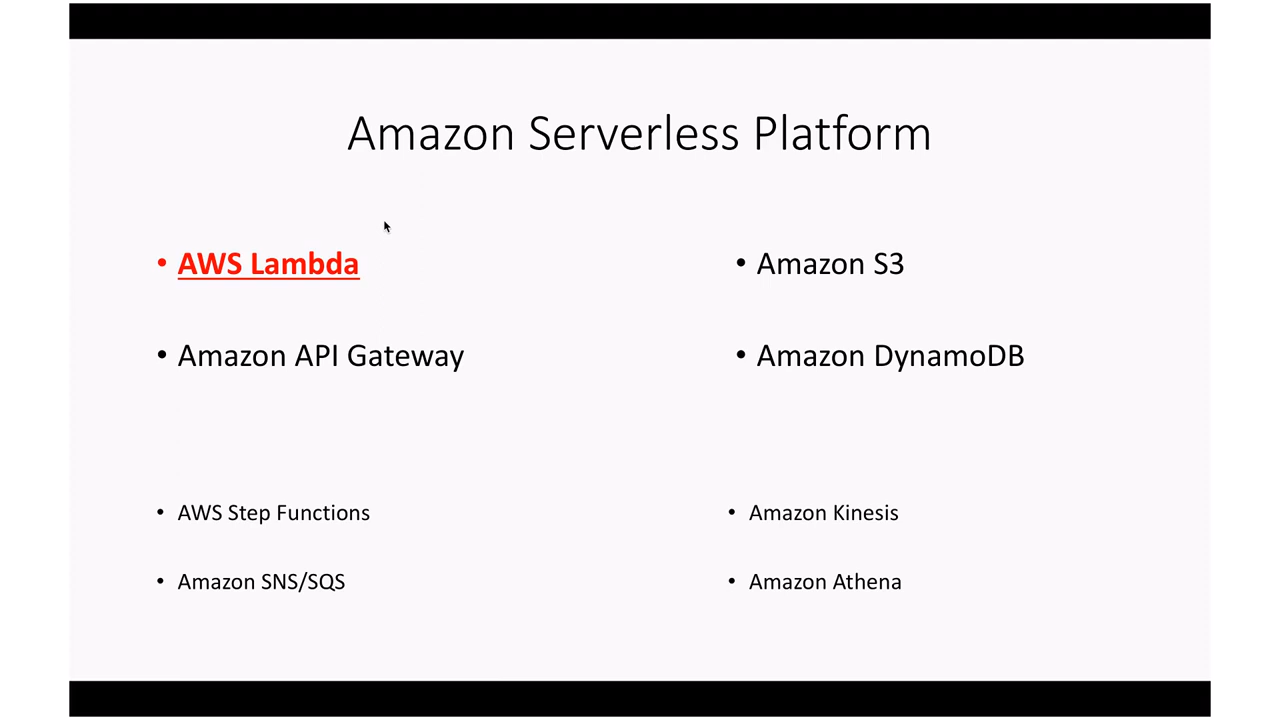 Amazon Serverless Platform
• AWS Lambda
• Amazon API Gateway
• Amazon S3
• Amazon DynamoDB
• AWS Step Functions
• Amazon SNS/SQS
• Amazon Kinesis
• Amazon Athena